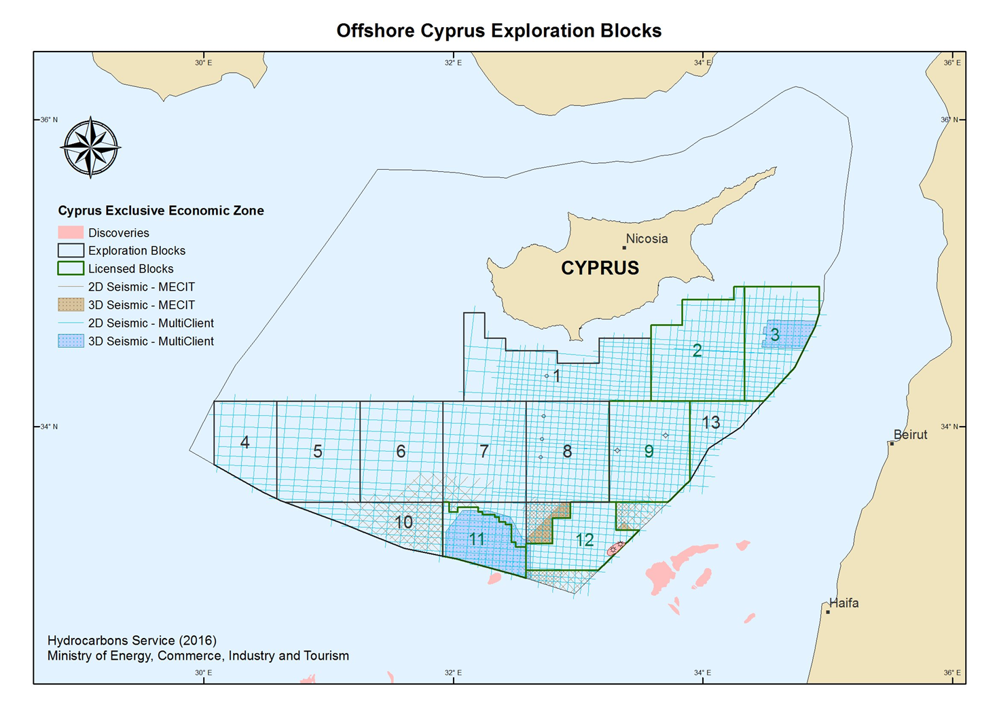 Offshore Cyprus Exploration Blocks
30° E
32° E
34° E
36° E
36° N
36° N
Cyprus Exclusive Economic Zone
Discoveries
Exploration Blocks
Licensed Blocks
2D Seismic - MECIT
3D Seismic - MECIT
2D Seismic - MultiClient
3D Seismic - MultiClient
Nicosia
CYPRUS
3
2
1
34° N
34° N
13
Beirut
4
5
6
7
8
9
10
11
12
Haifa
Hydrocarbons Service (2016)
Ministry of Energy, Commerce, Industry and Tourism
30° E
32° E
34° E
36° E